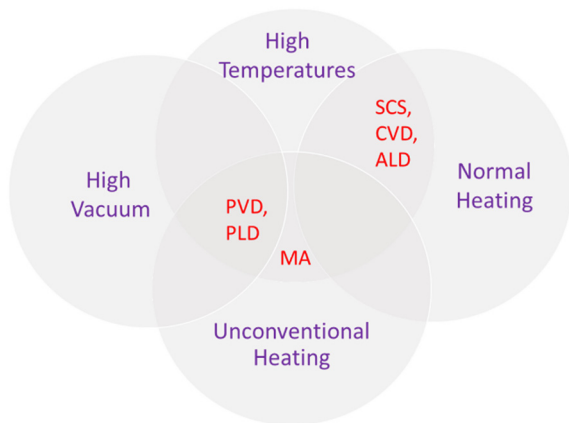 High
Temperatures
SCS,
CVD,
ALD
High
Vacuum
Normal
Heating
PVD,
PLD
MA
Unconventional
Heating